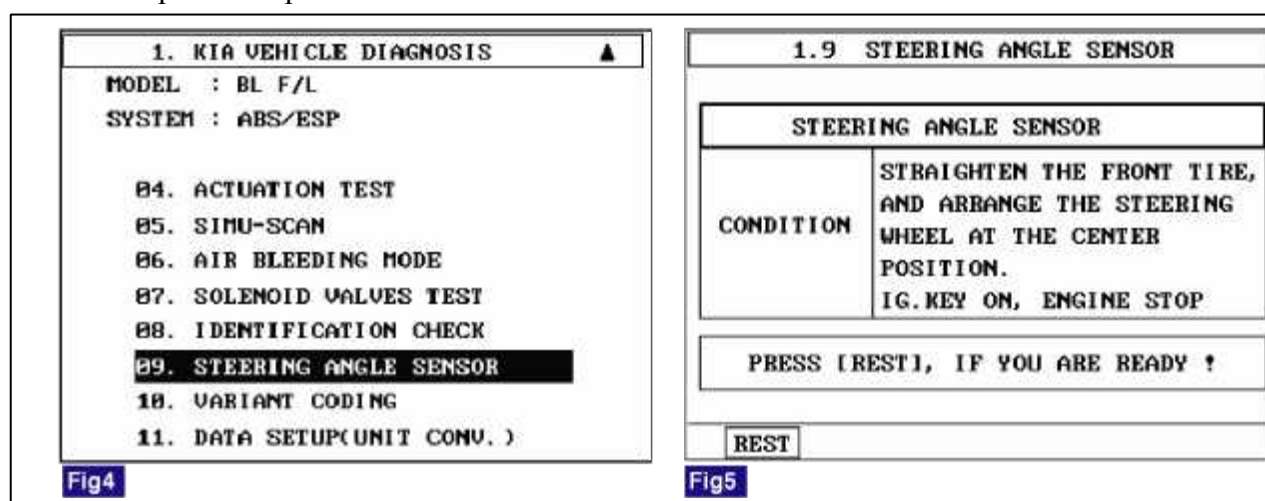 1. KIA VEHICLE DIAGNOSIS ▲
MODEL : BL F/L
SYSTEM : ABS/ESP
04. ACTUATION TEST
05. SIMU-SCAN
06. AIR BLEEDING MODE
07. SOLENOID VALVES TEST
08. IDENTIFICATION CHECK
09. STEERING ANGLE SENSOR
10. VARIANT CODING
11. DATA SETUP(UNIT CONV. )
Fig4
1.9 STEERING ANGLE SENSOR
STEERING ANGLE SENSOR
CONDITION
STRAIGHTEN THE FRONT TIRE,
AND ARRANGE THE STEERING
WHEEL AT THE CENTER
POSITION.
IG.KEY ON, ENGINE STOP
PRESS [REST], IF YOU ARE READY !
REST
Fig5